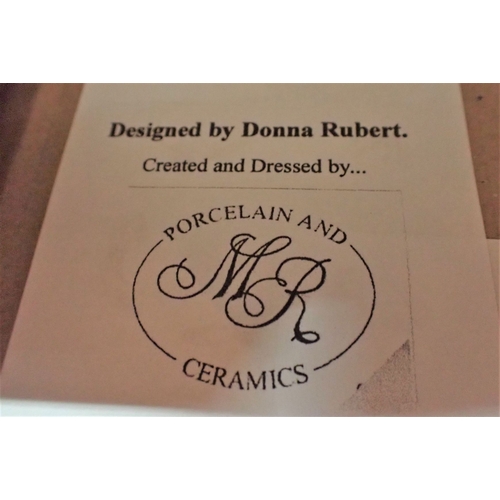 Designed by Donna Rubert.
Created and Dressed by...
PORCELAIN AND
MR
CERAMICS